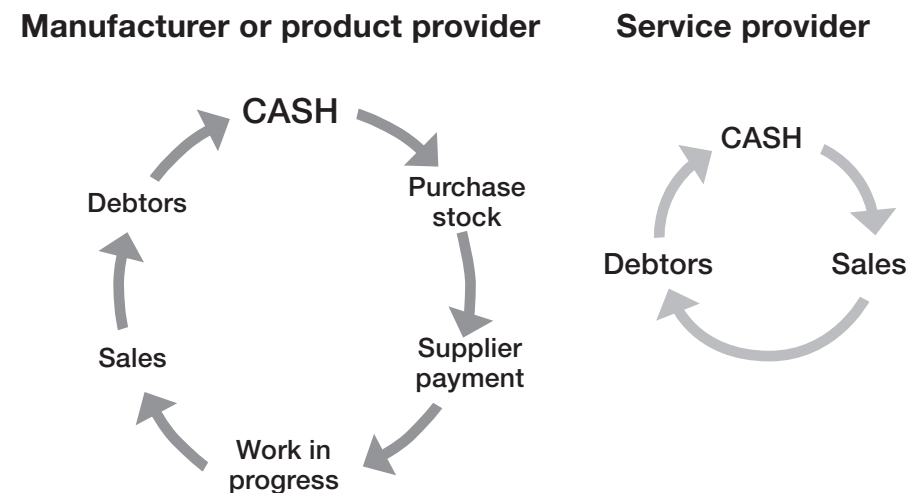 Manufacturer or product provider
CASH
Purchase
stock
Supplier
payment
Work in
progress
Sales
Debtors
Service provider
CASH
Sales
Debtors